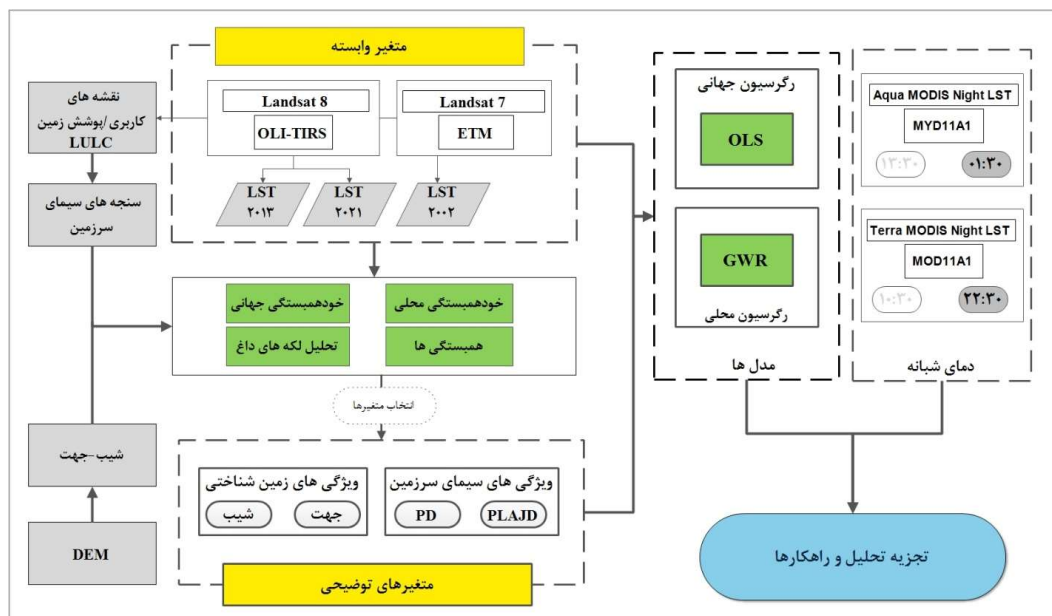 متغیر وابسته
Landsat 8
OLI-TIRS
Landsat 7
ETM
LST
۲۰۱۳
LST
۲۰۲۱
LST
۲۰۰۲
نقشه های
کاربری/پوشش زمین
LULC
سنجه های سیمای
سرزمین
خودهمبستگی جهانی
خودهمبستگی محلی
تحلیل لکه های داغ
همبستگی ها
انتخاب متغیرها
شیب-جهت
DEM
ویژگی های زمین شناختی
شیب
جهت
ویژگی های سیمای سرزمین
PD
PLAJD
متغیرهای توضیحی
رگرسیون جهانی
OLS
GWR
رگرسیون محلی
مدل ها
Aqua MODIS Night LST
MYD11A1
۱۳:۳۰
۰۱:۳۰
Terra MODIS Night LST
MOD11A1
۱۰:۳۰
۲۲:۳۰
دمای شبانه
تجزیه تحلیل و راهکارها